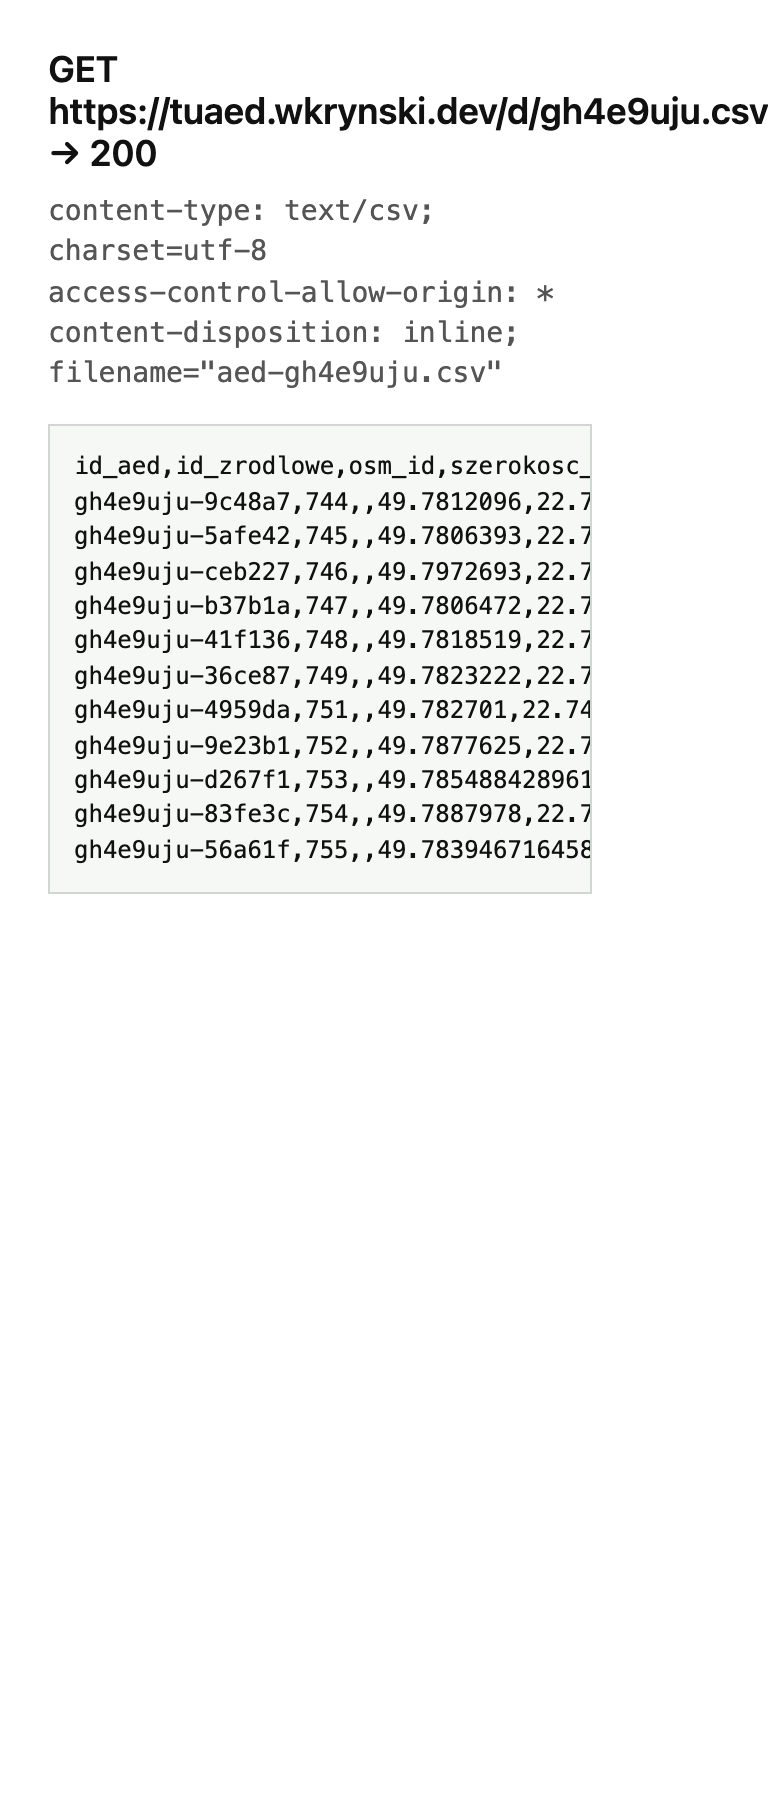 GET
https://tuaed.wkrynski.dev/d/gh4e9uju.csv
→ 200
content-type: text/csv;
charset=utf-8
access-control-allow-origin: *
content-disposition: inline;
filename="aed-gh4e9uju.csv"
id_aed,id_zrodlowe,osm_id,szerokosc_
gh4e9uju-9c48a7,744,,49.7812096,22.7
gh4e9uju-5afe42,745,,49.7806393,22.7
gh4e9uju-ceb227,746,,49.7972693,22.7
gh4e9uju-b37b1a,747,,49.7806472,22.7
gh4e9uju-41f136,748,,49.7818519,22.7
gh4e9uju-36ce87,749,,49.7823222,22.7
gh4e9uju-4959da,751,,49.782701,22.74
gh4e9uju-9e23b1,752,,49.7877625,22.7
gh4e9uju-d267f1,753,,49.785488428961
gh4e9uju-83fe3c,754,,49.7887978,22.7
gh4e9uju-56a61f,755,,49.783946716458